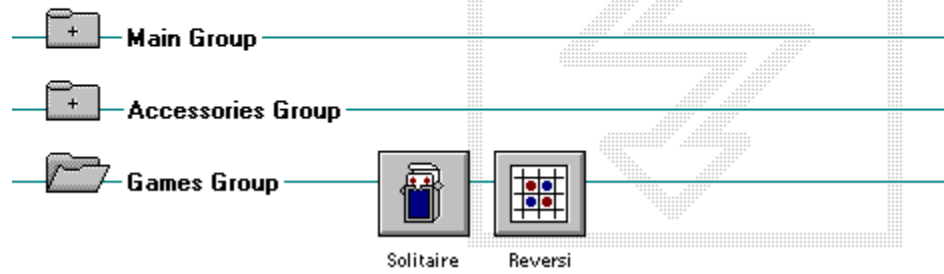 Main Group
Accessories Group
Games Group
Solitaire
Reversi